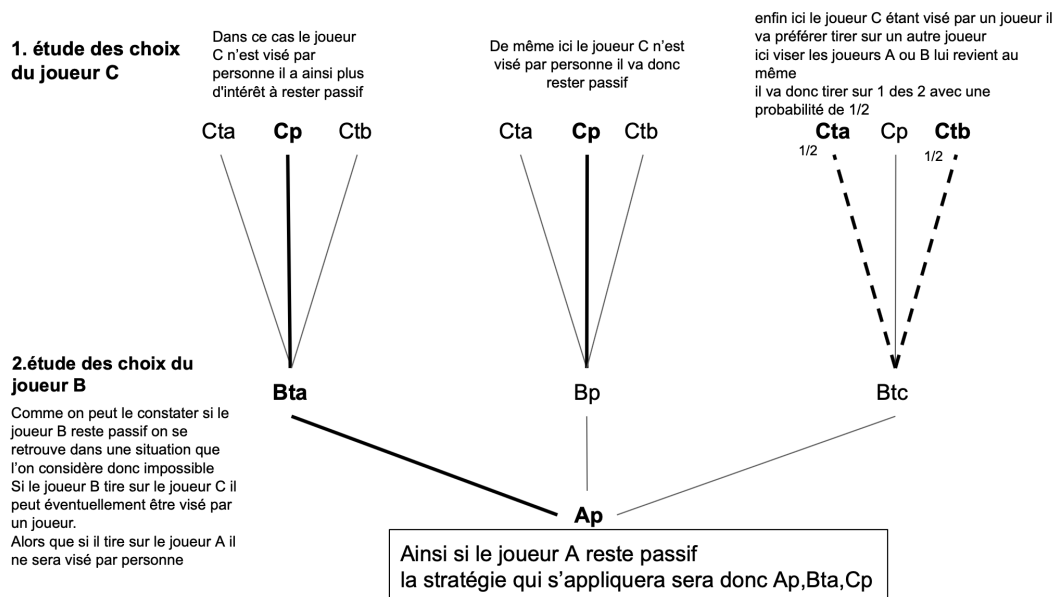 1. étude des choix
du joueur C
Dans ce cas le joueur
C n'est visé par
personne il a ainsi plus
d'intérêt à rester passif
De même ici le joueur C n'est
visé par personne il va donc
rester passif
enfin ici le joueur C étant visé par un joueur il
va préférer tirer sur un autre joueur
ici viser les joueurs A ou B lui revient au
même
il va donc tirer sur 1 des 2 avec une
probabilité de 1/2
Cta Cp Ctb
Cta Cp Ctb
Cta Cp Ctb
1/2 1/2
2.étude des choix du
joueur B
Comme on peut le constater si le
joueur B reste passif on se
retrouve dans une situation que
l'on considère donc impossible
Si le joueur B tire sur le joueur C il
peut éventuellement être visé par
un joueur.
Alors que si il tire sur le joueur A il
ne sera visé par personne
Bta Bp Btc
Ap
Ainsi si le joueur A reste passif
la stratégie qui s'appliquera sera donc Ap,Bta,Cp